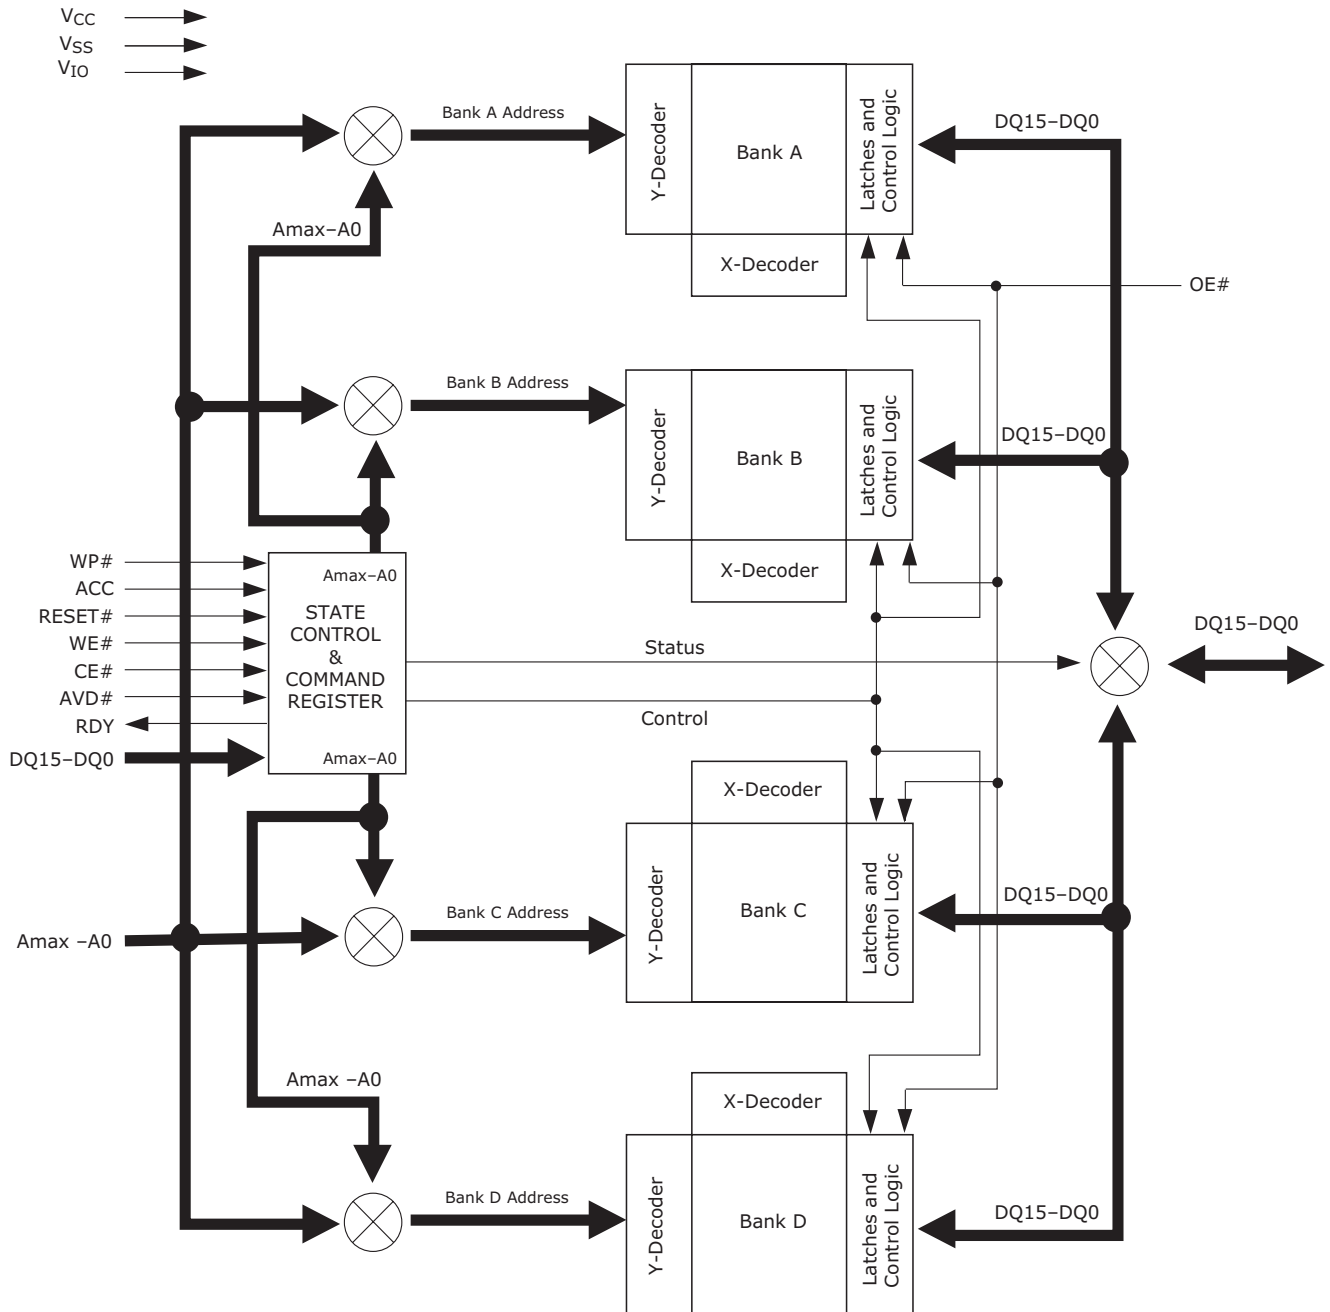 VCC
VSS
VIO
Bank A Address
Y-Decoder
Bank A
Latches and
Control Logic
DQ15–DQ0
Amax–A0
X-Decoder
OE#
Bank B Address
Y-Decoder
Bank B
Latches and
Control Logic
DQ15–DQ0
X-Decoder
WP#
ACC
RESET#
WE#
CE#
AVD#
RDY
DQ15–DQ0
Amax–A0
STATE
CONTROL
&
COMMAND
REGISTER
Amax–A0
Status
Control
DQ15–DQ0
X-Decoder
Bank C Address
Y-Decoder
Bank C
Latches and
Control Logic
DQ15–DQ0
Amax –A0
Amax –A0
X-Decoder
Bank D Address
Y-Decoder
Bank D
Latches and
Control Logic
DQ15–DQ0